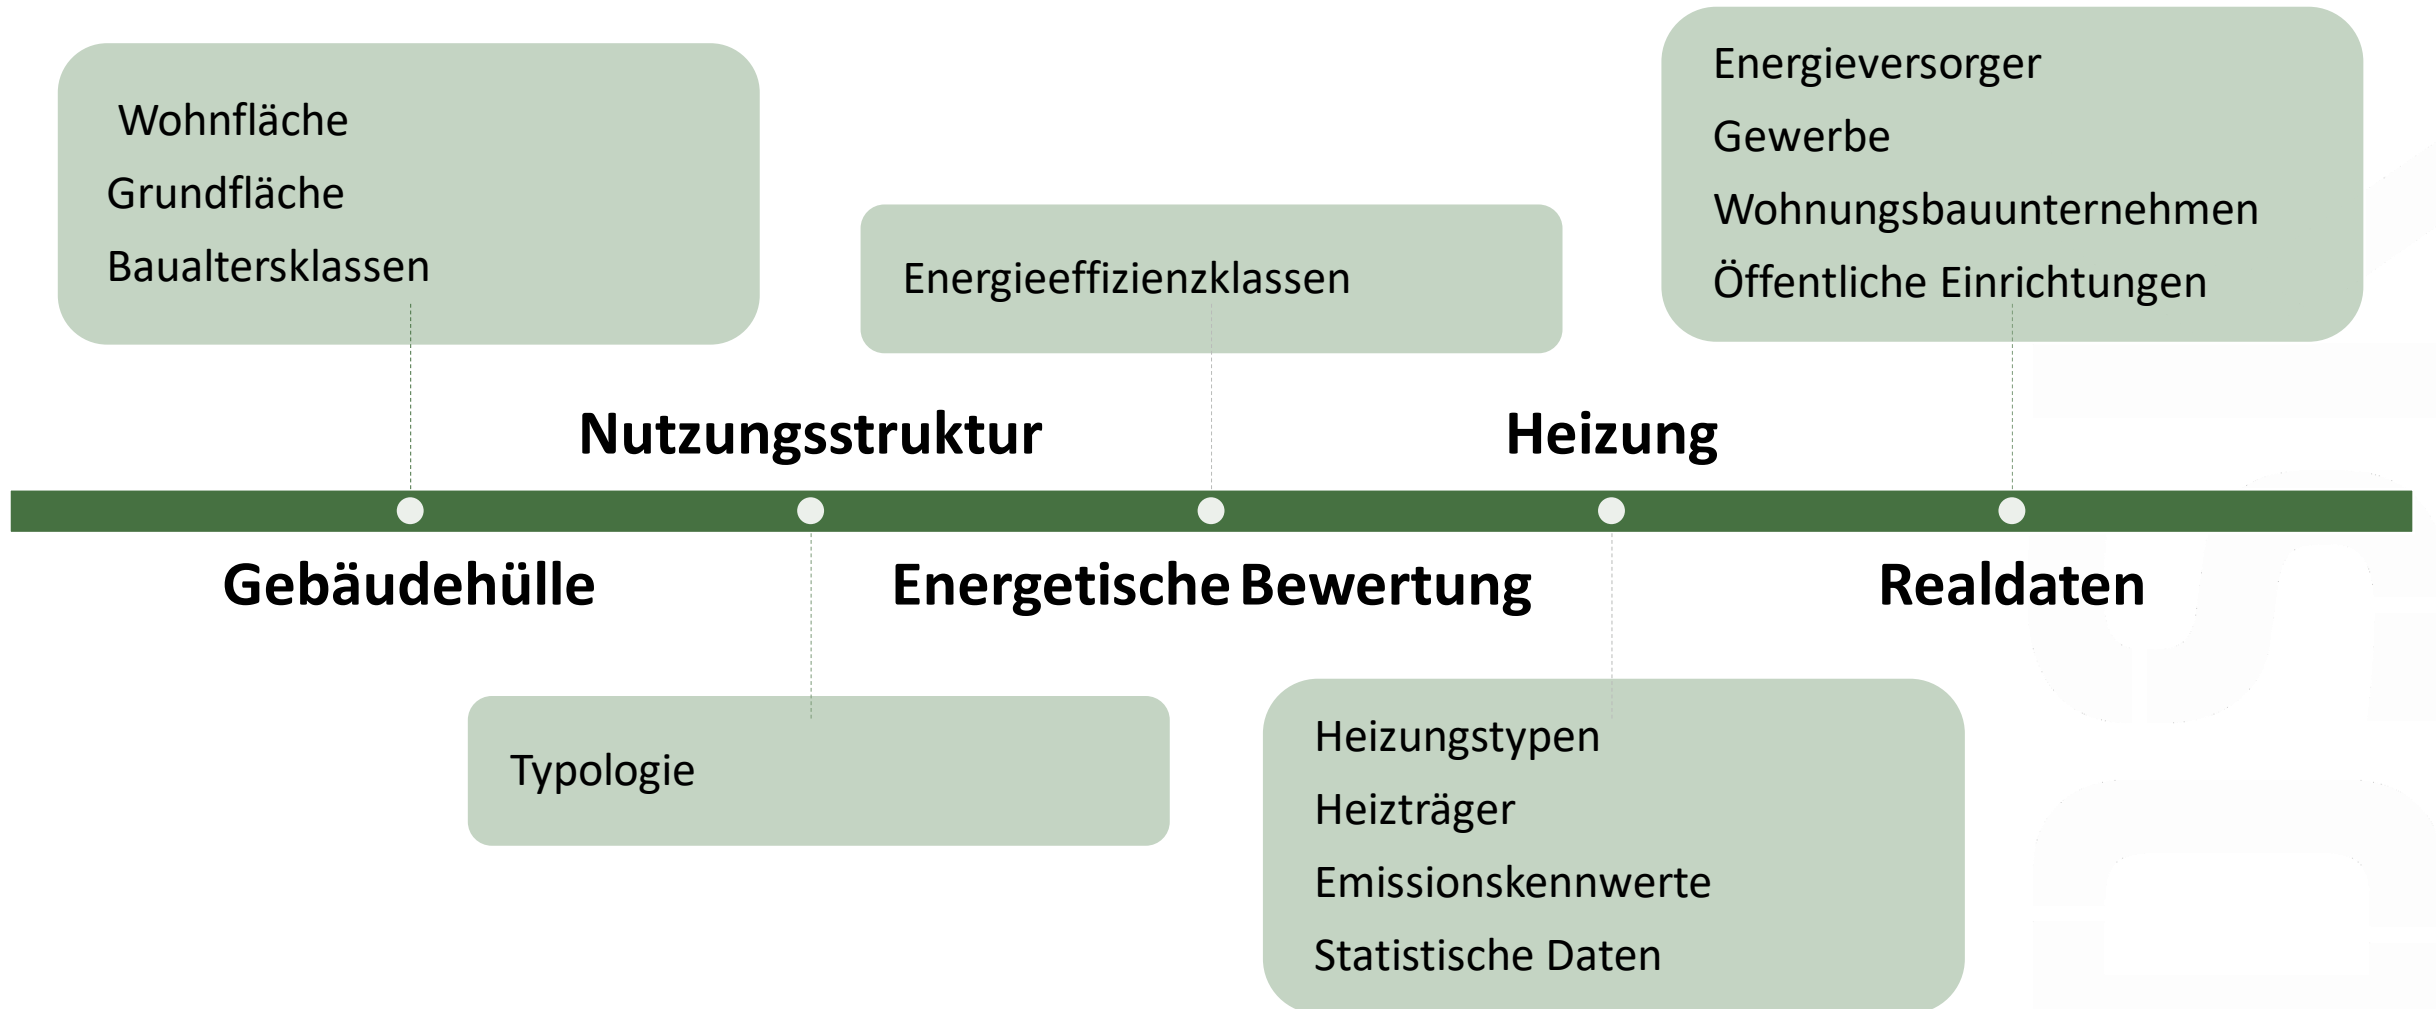 Wohnfläche
Grundfläche
Baualtersklassen
Energieeffizienzklassen
Energieversorger
Gewerbe
Wohnungsbauunternehmen
Öffentliche Einrichtungen
Nutzungsstruktur
Heizung
Gebäudehülle
Energetische Bewertung
Realdaten
Typologie
Heizungstypen
Heizträger
Emissionskennwerte
Statistische Daten